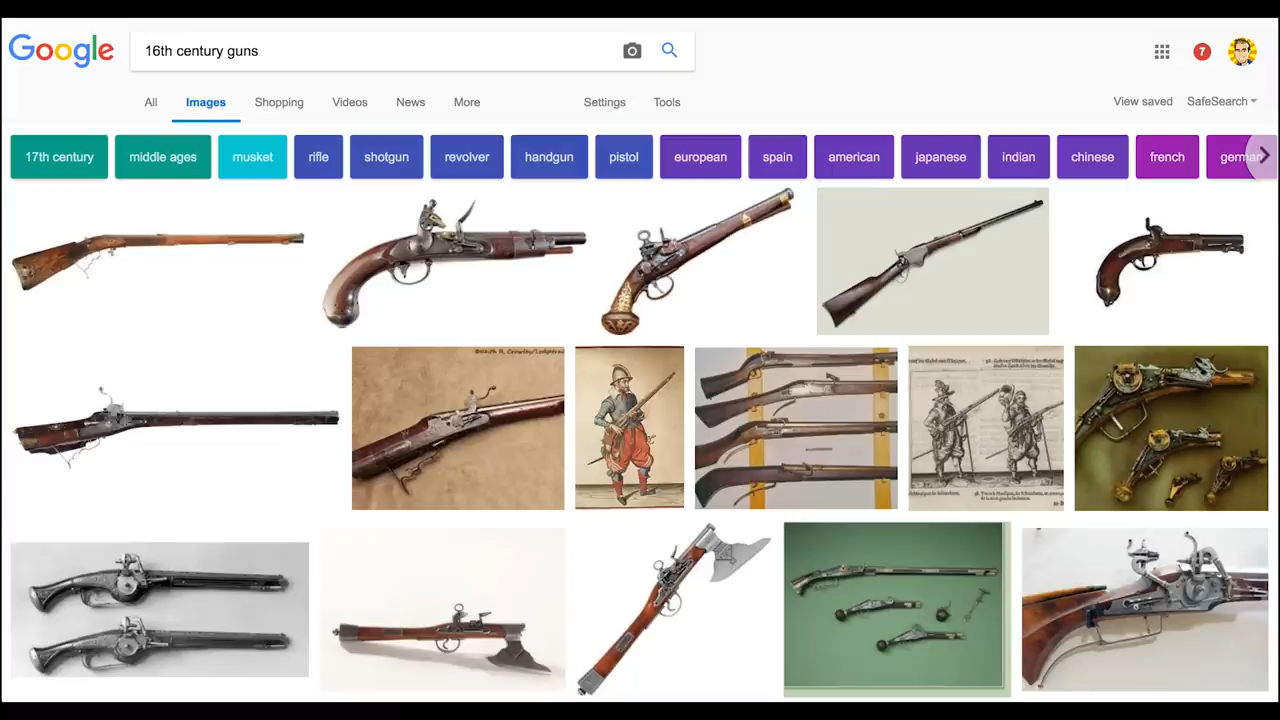 Google
16th century guns
7
All Images Shopping Videos News More Settings Tools
View saved SafeSearch
17th century middle ages musket rifle shotgun revolver handgun pistol european spain american japanese indian chinese french german